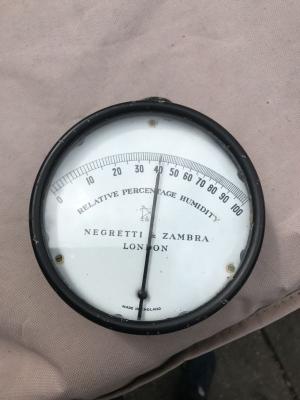 0 10 20 30 40 50 60 70 80 90 100
RELATIVE PERCENTAGE HUMIDITY
NEGRETTI & ZAMBRA
LONDON
MADE IN ENGLAND